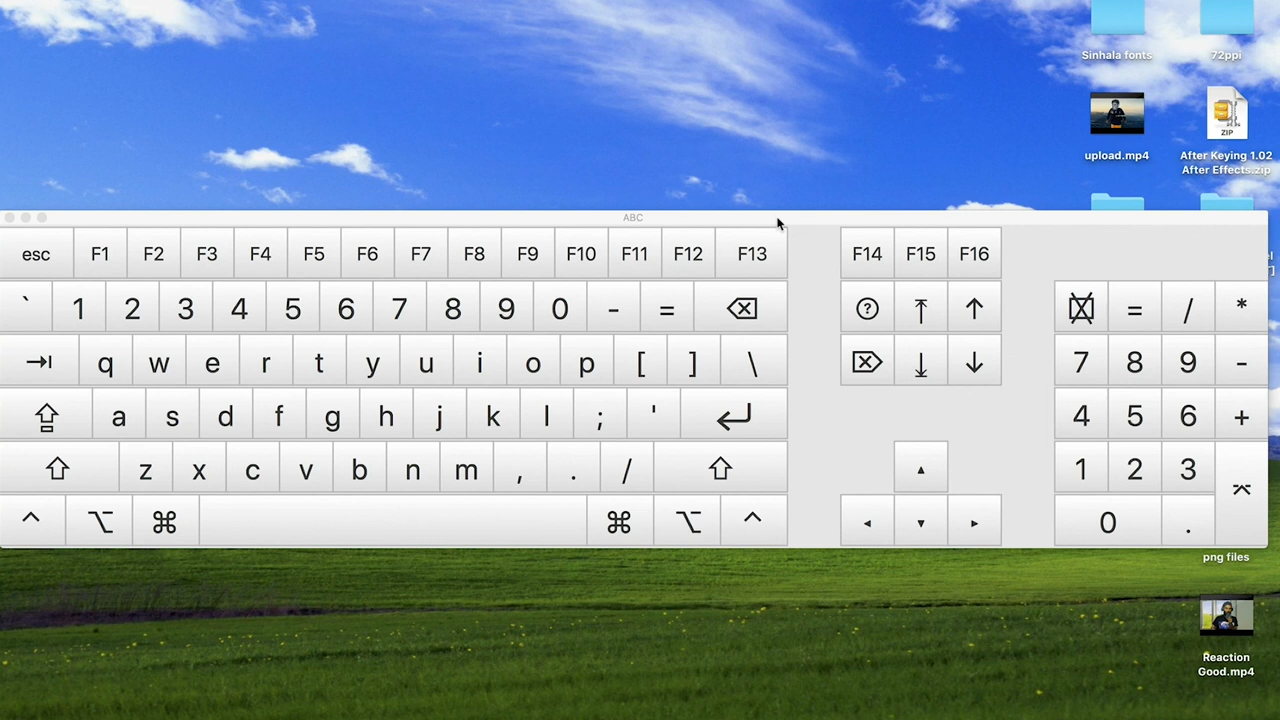 Sinhala fonts 72ppi
ZIP
upload.mp4 After Keying 1.02
After Effects.zip
ABC
esc F1 F2 F3 F4 F5 F6 F7 F8 F9 F10 F11 F12 F13 F14 F15 F16
` 1 2 3 4 5 6 7 8 9 0 - = ? = / *
q w e r t y u i o p [ ] \ 7 8 9 -
a s d f g h j k l ; ' 4 5 6 +
z x c v b n m , . / 1 2 3
0 .
png files
Reaction
Good.mp4